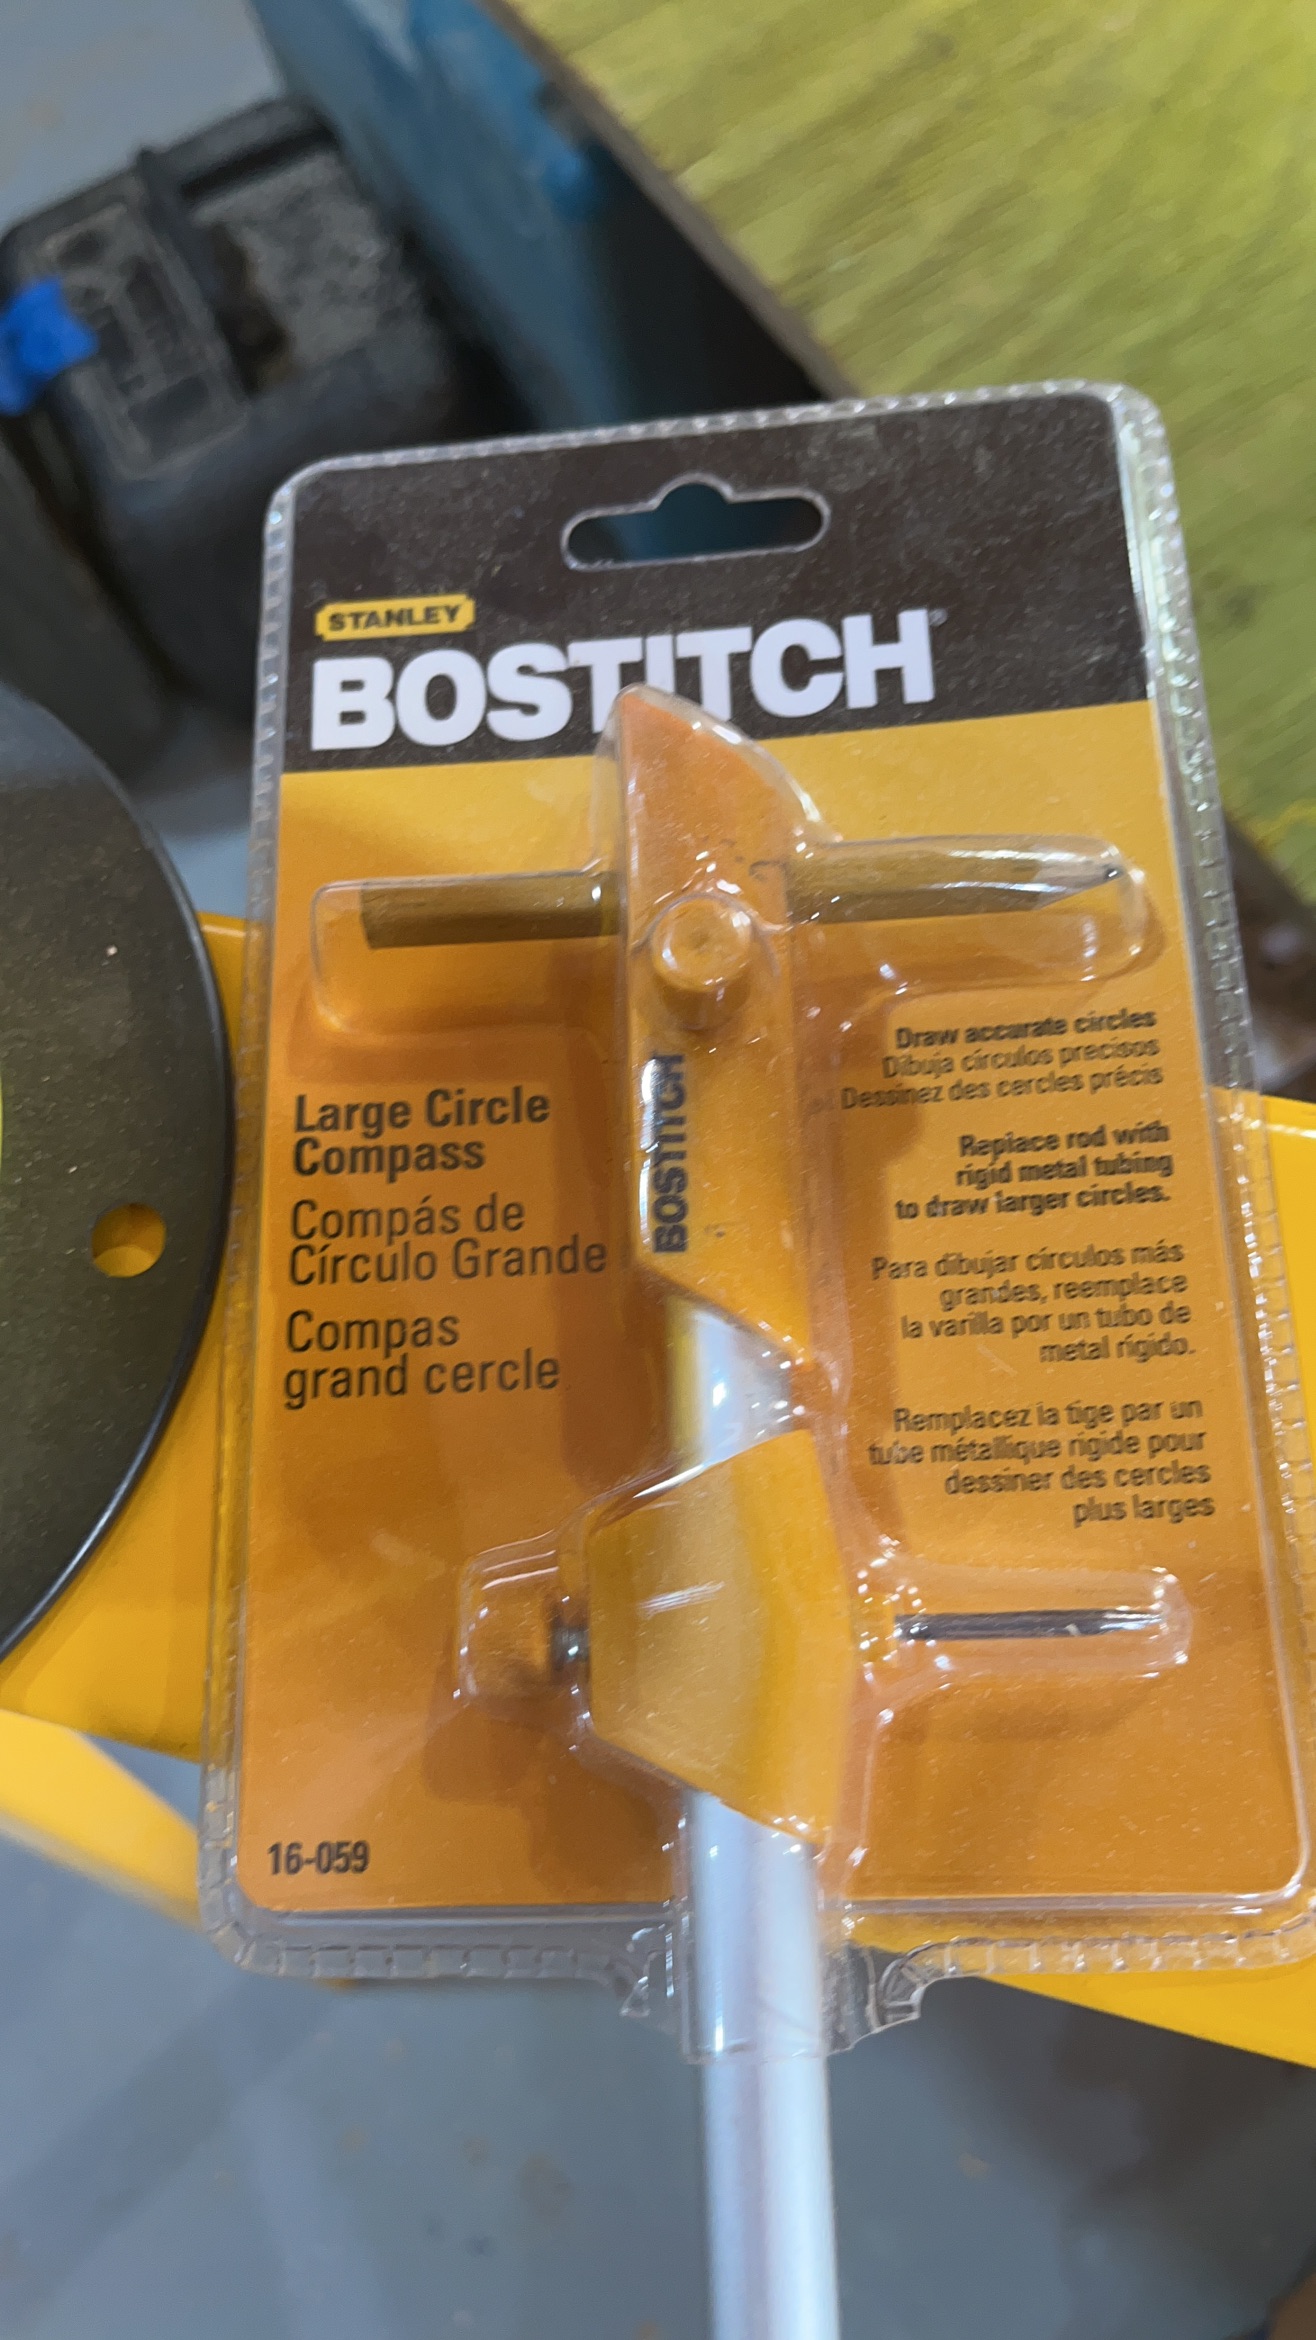 STANLEY
BOSTITCH®
BOSTITCH
Large Circle
Compass
Compás de
Círculo Grande
Compas
grand cercle
Draw accurate circles
Dibuja círculos precisos
Dessinez des cercles précis
Replace rod with
rigid metal tubing
to draw larger circles.
Para dibujar círculos más
grandes, reemplace
la varilla por un tubo de
metal rígido.
Remplacez la tige par un
tube métallique rigide pour
dessiner des cercles
plus larges
16-059